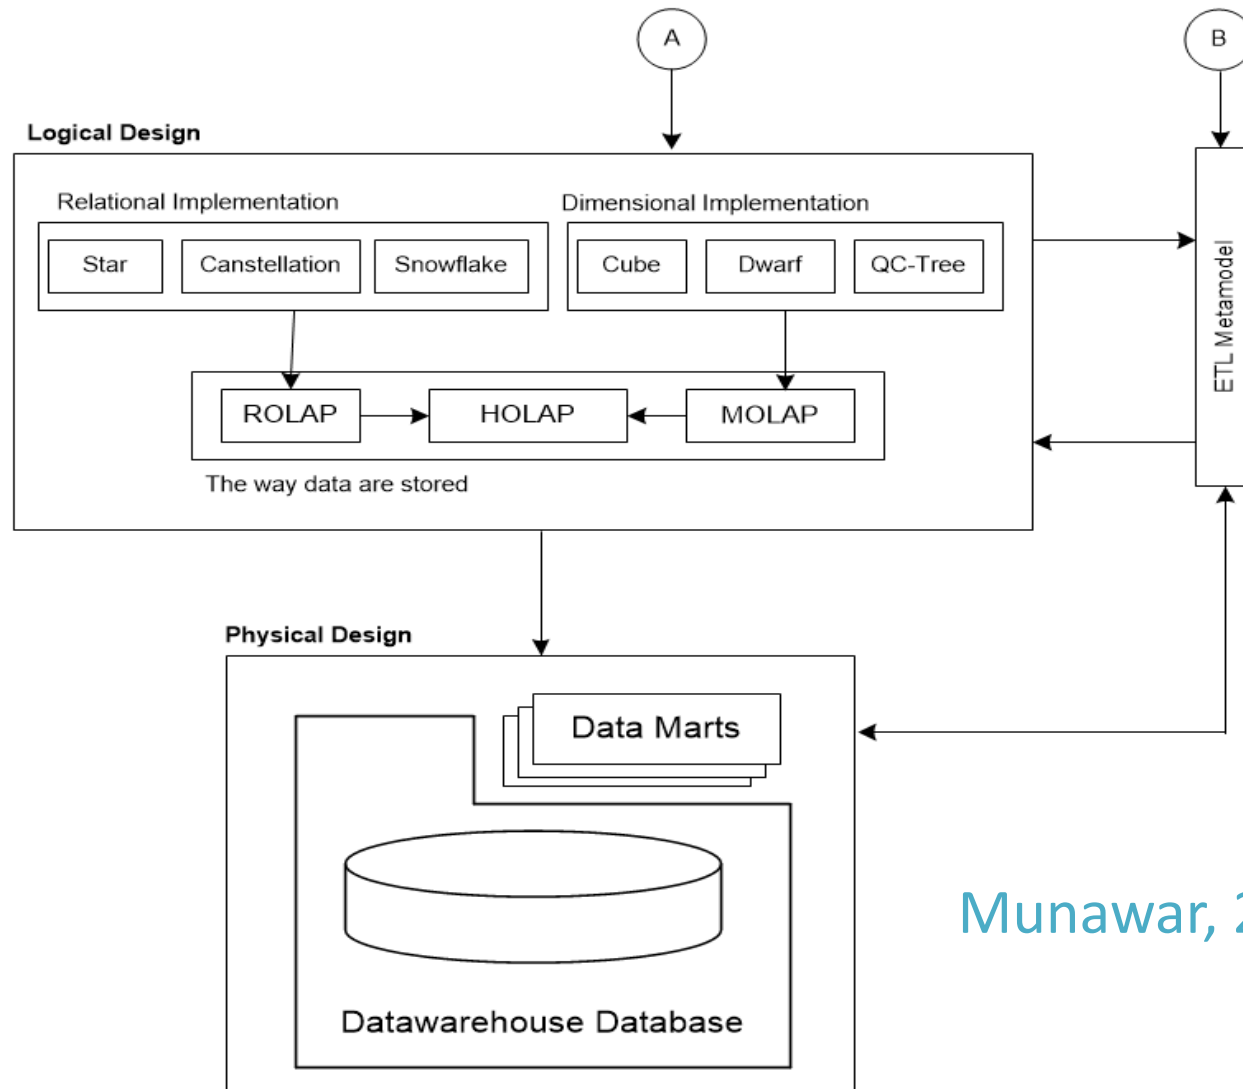 A
B
Logical Design
Relational Implementation
Dimensional Implementation
Star
Canstellation
Snowflake
Cube
Dwarf
QC-Tree
ETL Metamodel
ROLAP
HOLAP
MOLAP
The way data are stored
Physical Design
Data Marts
Munawar, 2
Datawarehouse Database